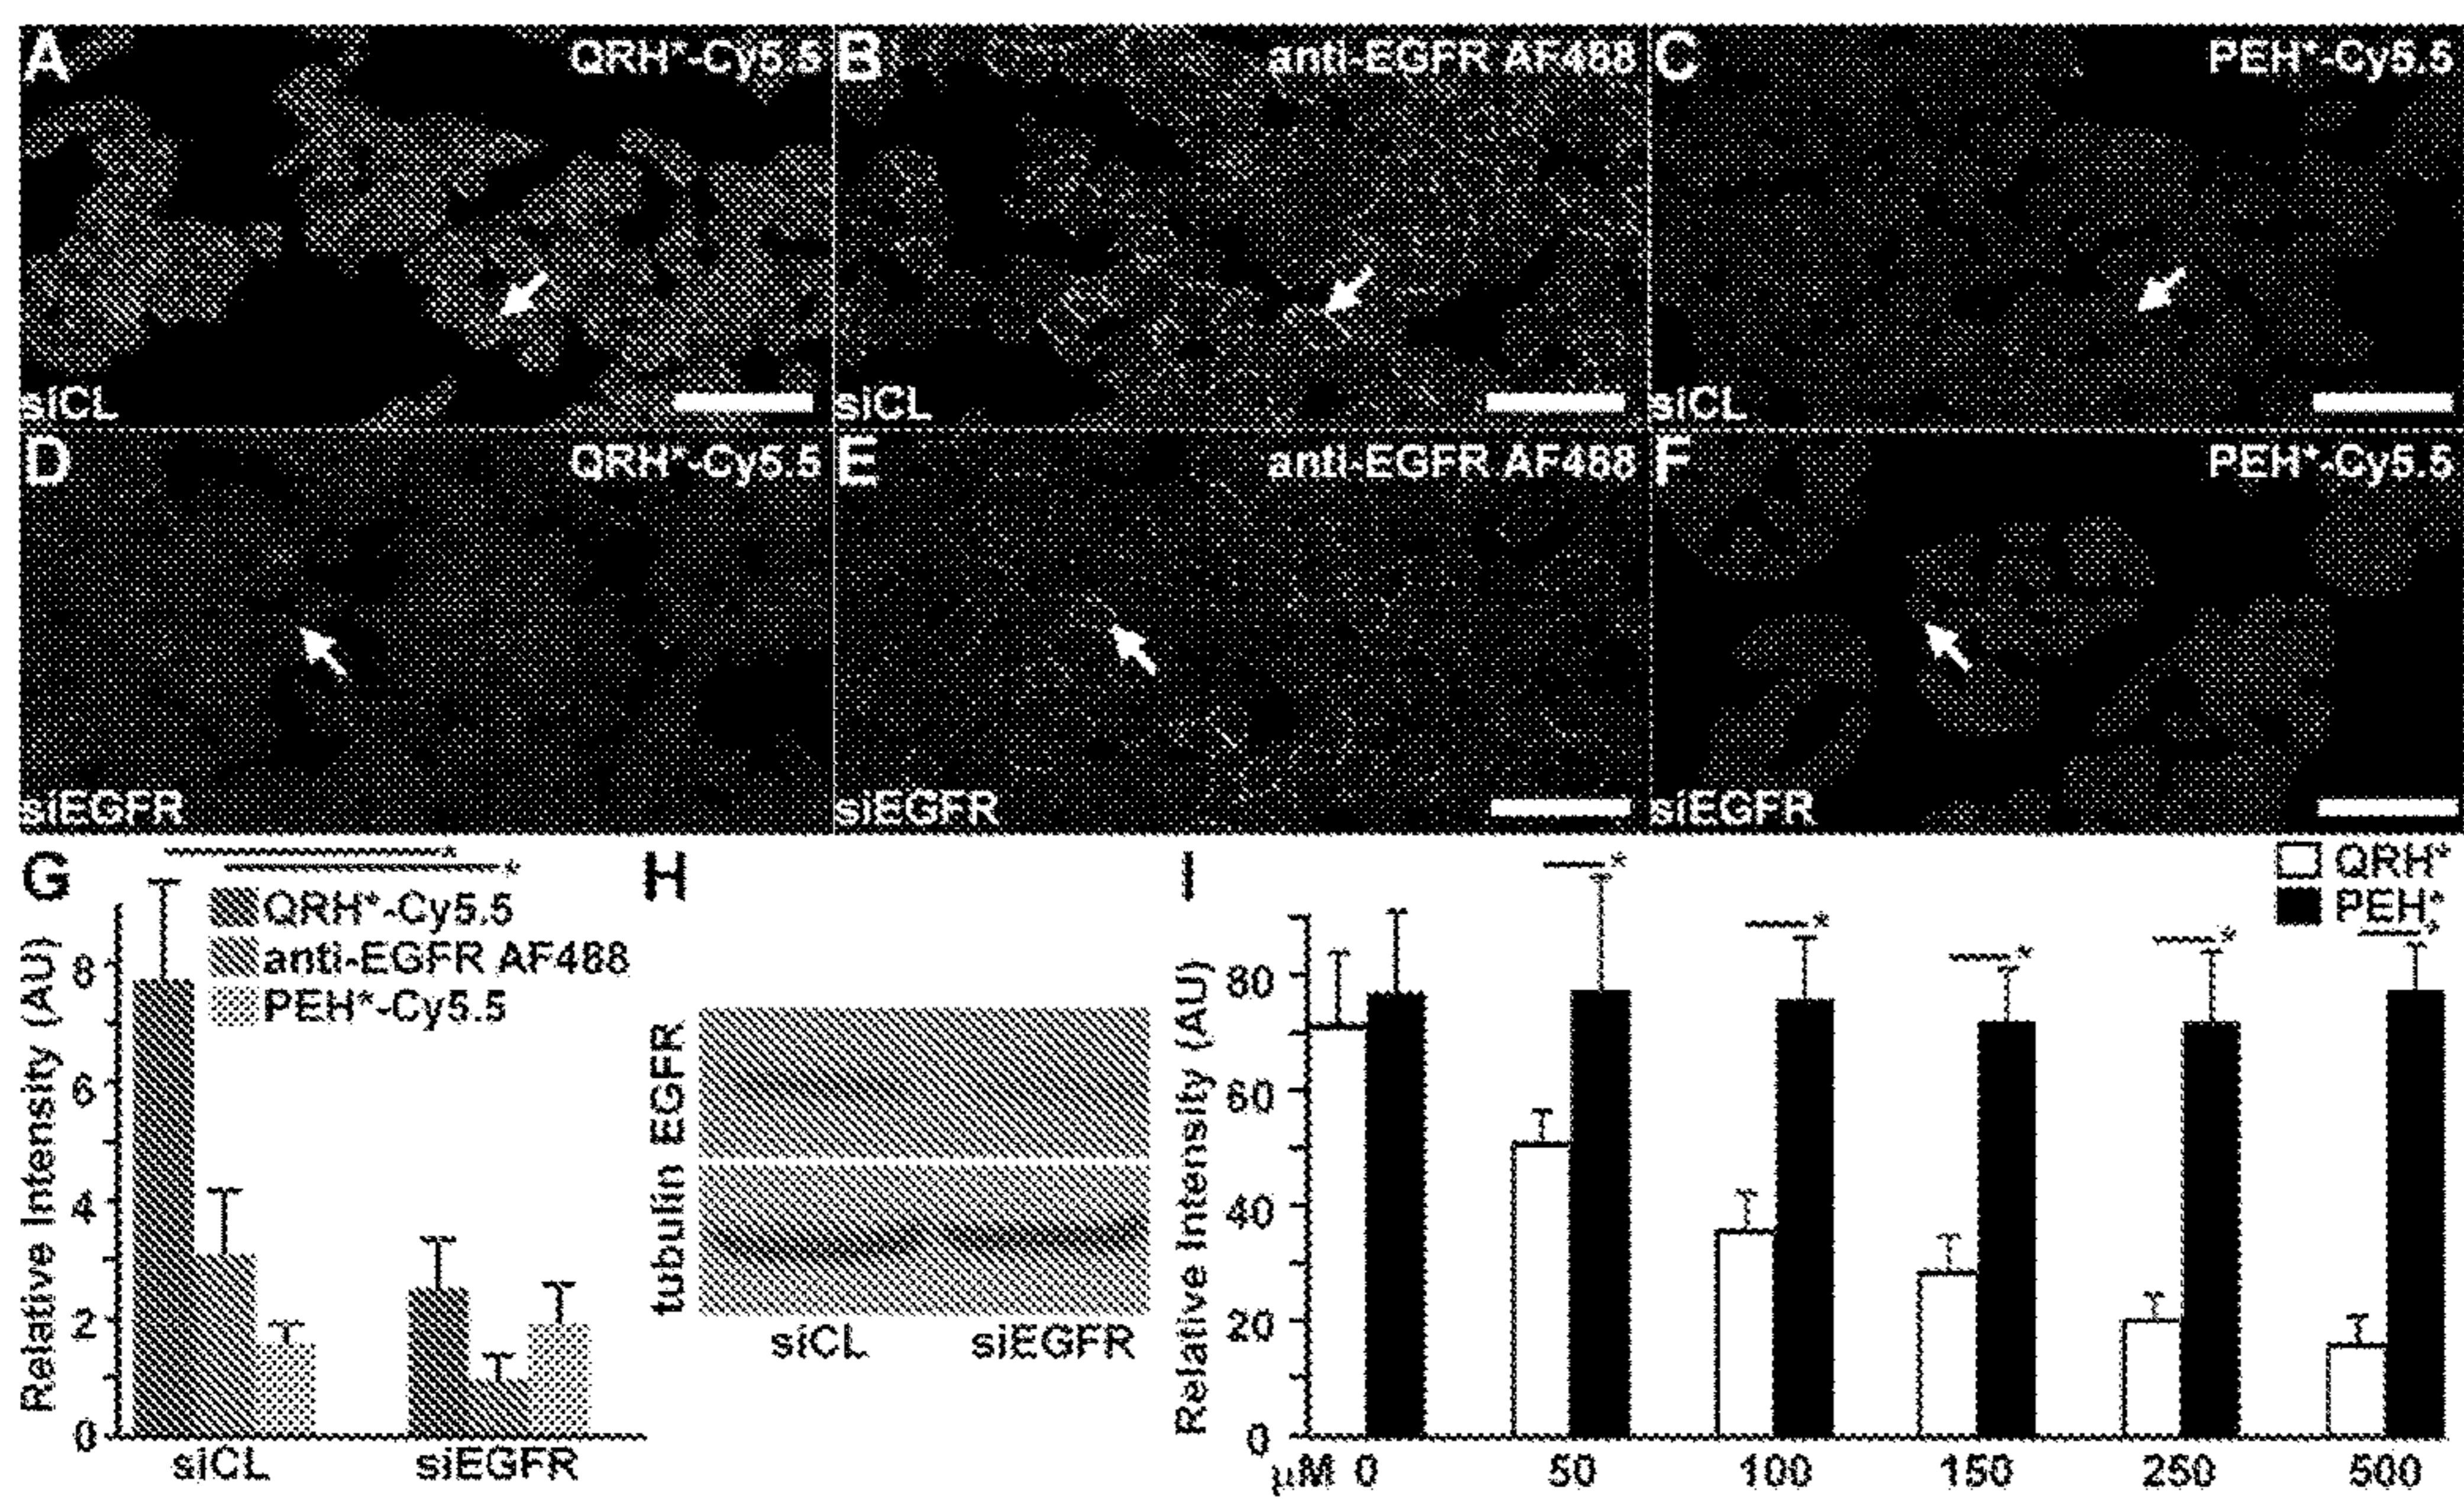 A QRH*-Cy5.5
siCL
B anti-EGFR AF488
siCL
C PEH*-Cy5.5
siCL
D QRH*-Cy5.5
siEGFR
E anti-EGFR AF488
siEGFR
F PEH*-Cy5.5
siEGFR
G
*
*
QRH*-Cy5.5
anti-EGFR AF488
PEH*-Cy5.5
Relative Intensity (AU)
8
6
4
2
0
siCL siEGFR
H
EGFR
tubulin
siCL siEGFR
I
QRH*
PEH*
* * * * *
Relative Intensity (AU)
80
60
40
20
0
μM 0 50 100 150 250 500